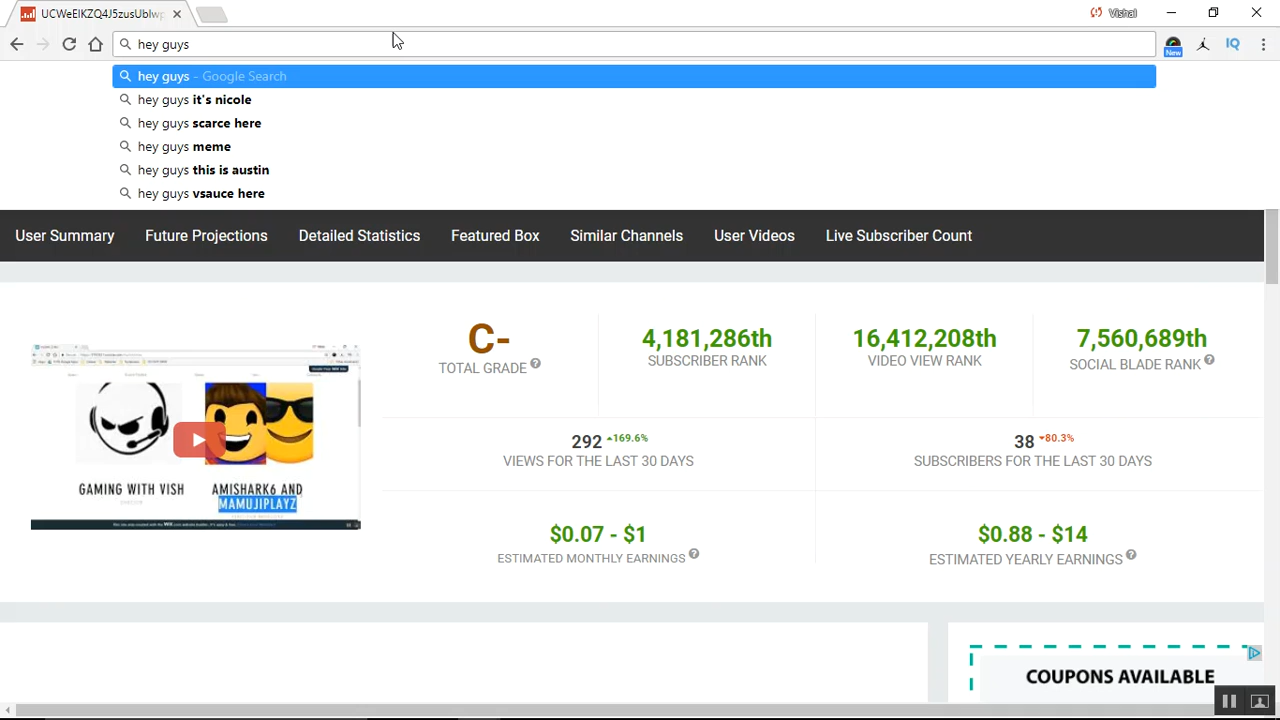 UCWeElKZQ4J5zusUblwp
Vishal
hey guys
New
IQ
hey guys - Google Search
hey guys it's nicole
hey guys scarce here
hey guys meme
hey guys this is austin
hey guys vsauce here
User Summary Future Projections Detailed Statistics Featured Box Similar Channels User Videos Live Subscriber Count
C-
TOTAL GRADE
4,181,286th
SUBSCRIBER RANK
16,412,208th
VIDEO VIEW RANK
7,560,689th
SOCIAL BLADE RANK
292 169.6%
VIEWS FOR THE LAST 30 DAYS
38 80.3%
SUBSCRIBERS FOR THE LAST 30 DAYS
GAMING WITH VISH
AMISHARK6 AND
MAMUJIPLAYZ
$0.07 - $1
ESTIMATED MONTHLY EARNINGS
$0.88 - $14
ESTIMATED YEARLY EARNINGS
COUPONS AVAILABLE